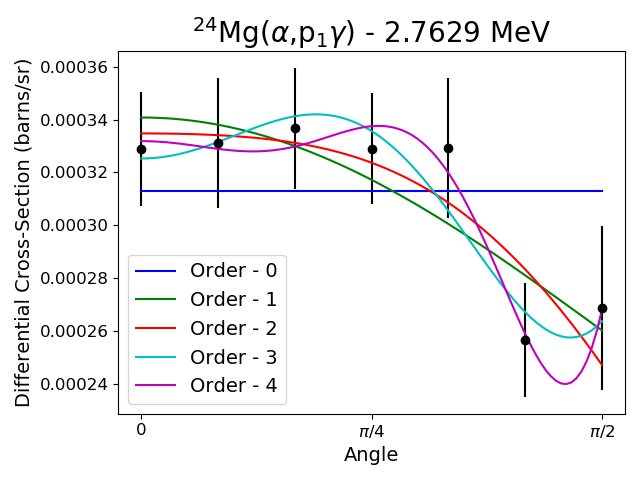 ²⁴Mg(α,p₁γ) - 2.7629 MeV
Differential Cross-Section (barns/sr)
0.00036
0.00034
0.00032
0.00030
0.00028
0.00026
0.00024
Order - 0
Order - 1
Order - 2
Order - 3
Order - 4
0 π/4 π/2
Angle